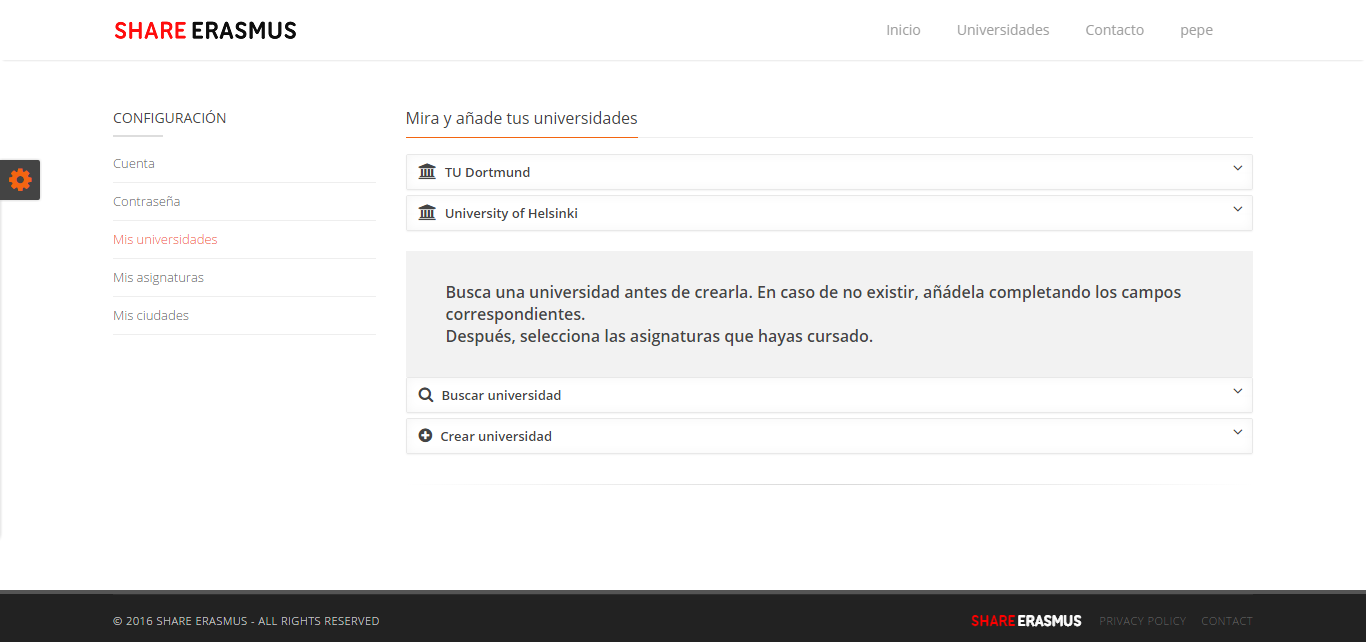 SHARE ERASMUS
Inicio
Universidades
Contacto
pepe
CONFIGURACIÓN
Cuenta
Contraseña
Mis universidades
Mis asignaturas
Mis ciudades
Mira y añade tus universidades
TU Dortmund
University of Helsinki
Busca una universidad antes de crearla. En caso de no existir, añádela completando los campos
correspondientes.
Después, selecciona las asignaturas que hayas cursado.
Buscar universidad
Crear universidad
© 2016 SHARE ERASMUS - ALL RIGHTS RESERVED
SHARE ERASMUS
PRIVACY POLICY
CONTACT